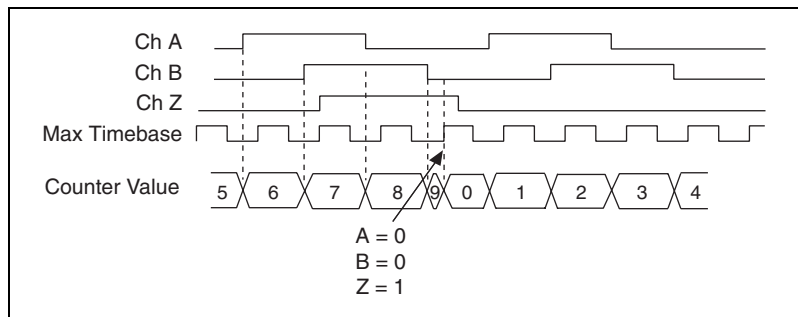 Ch A
Ch B
Ch Z
Max Timebase
Counter Value 5 6 7 8 9 0 1 2 3 4
A = 0
B = 0
Z = 1